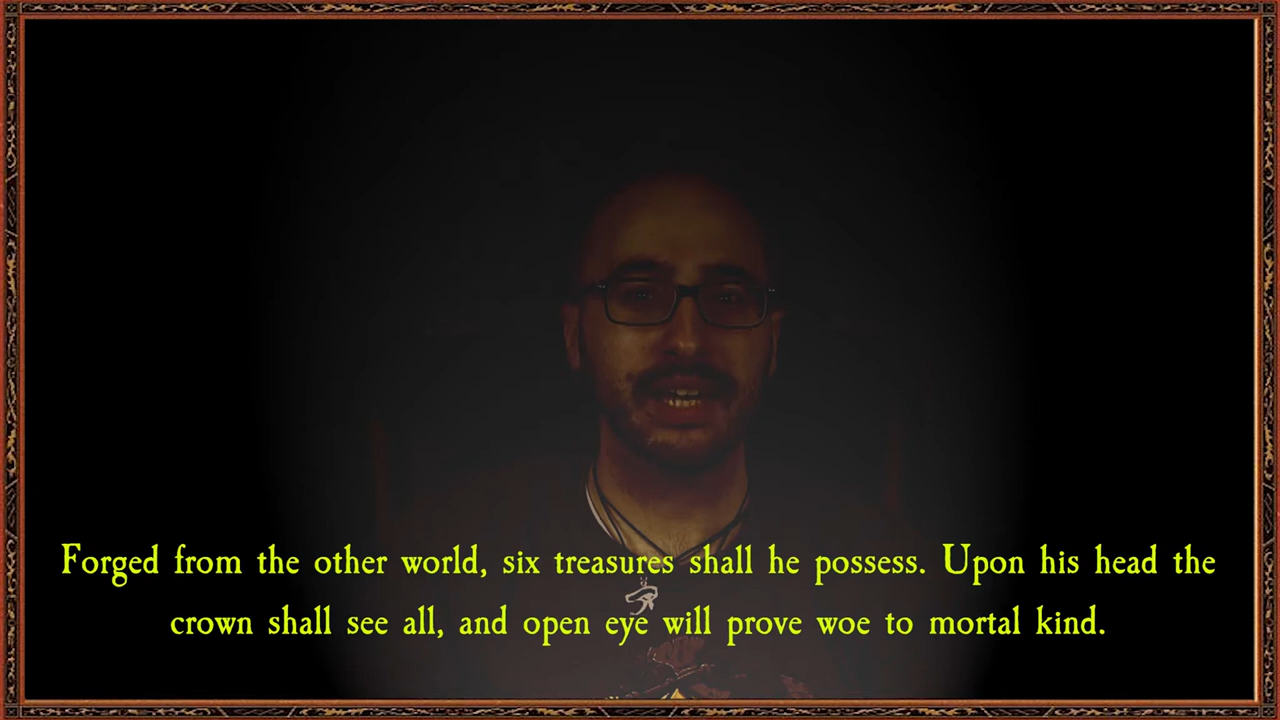 Forged from the other world, six treasures shall he possess. Upon his head the
crown shall see all, and open eye will prove woe to mortal kind.